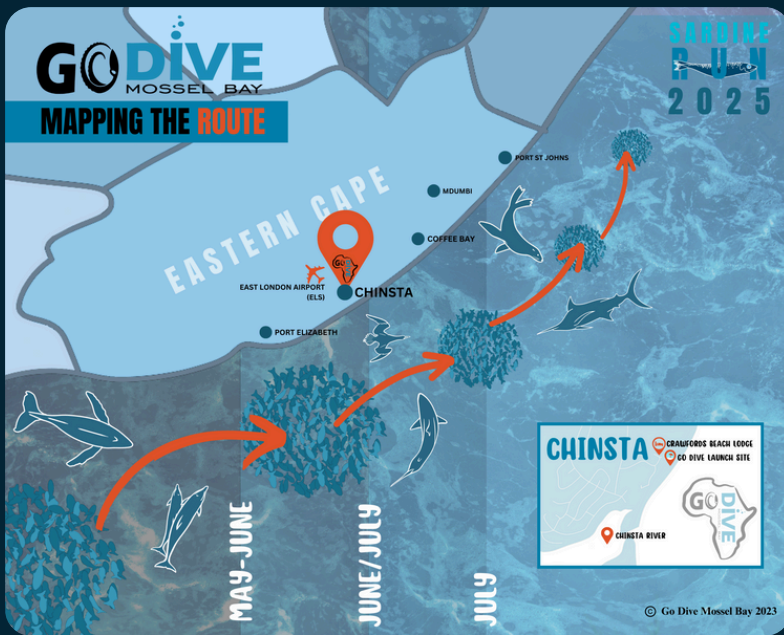 GO DIVE
MOSSEL BAY
MAPPING THE ROUTE
SARDINE
RUN
2025
EASTERN CAPE
PORT ST JOHNS
MDUMBI
COFFEE BAY
GO
EAST LONDON AIRPORT
(ELS)
CHINSTA
PORT ELIZABETH
MAY-JUNE
JUNE/JULY
JULY
CHINSTA
CRAWFORDS BEACH LODGE
GO DIVE LAUNCH SITE
GO
DIVE
CHINSTA RIVER
© Go Dive Mossel Bay 2023